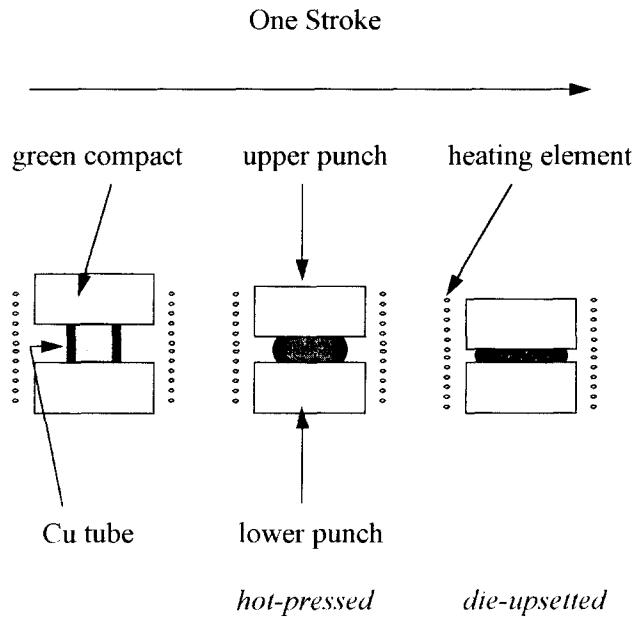 One Stroke
green compact
upper punch
heating element
Cu tube
lower punch
hot-pressed
die-upsetted